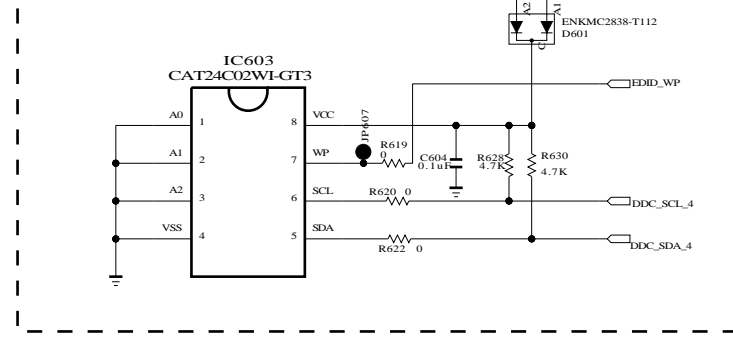 A2
A1
ENKMC2838-T112
D601
C
IC603
CAT24C02WI-GT3
EDID_WP
A0
1
8
VCC
JP607
R619
0
A1
2
7
WP
C604
0.1uF
R628
4.7K
R630
4.7K
A2
3
6
SCL
R620 0
DDC_SCL_4
VSS
4
5
SDA
R622 0
DDC_SDA_4